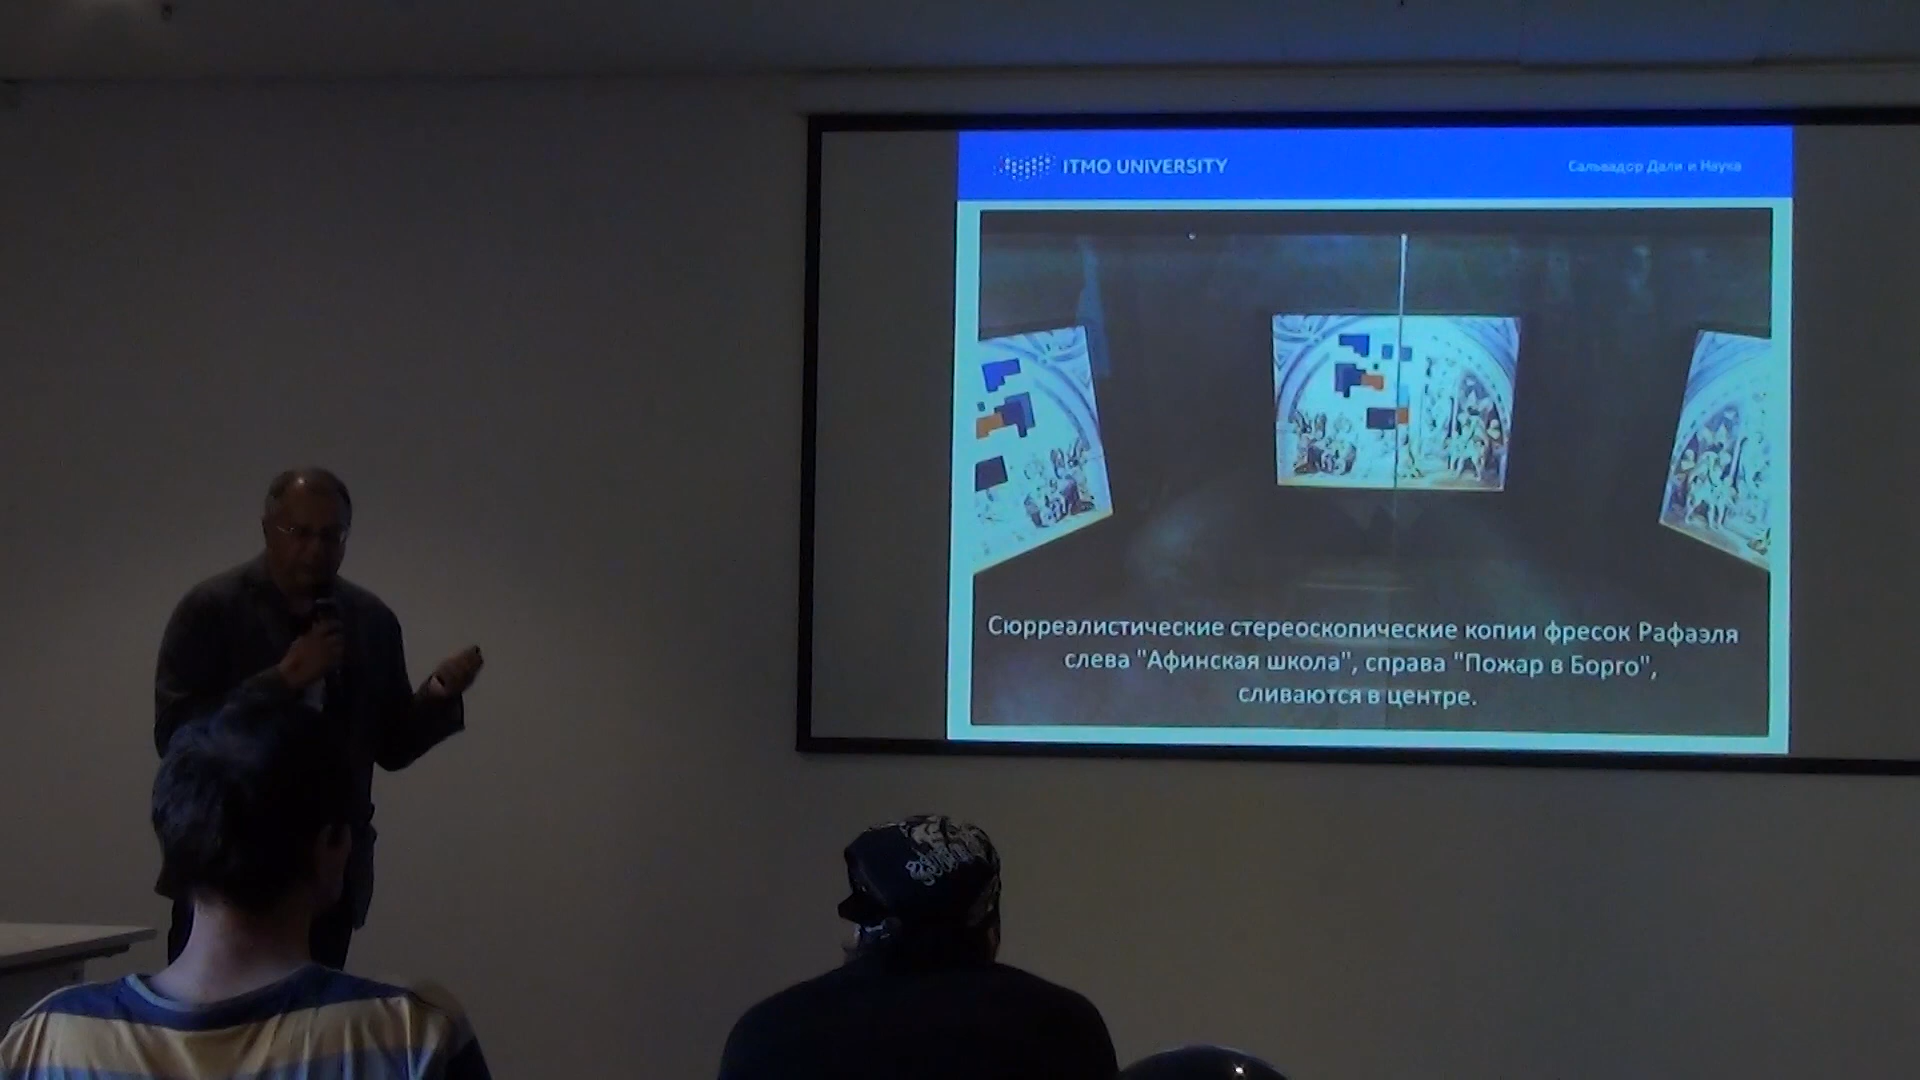 ITMO UNIVERSITY
Сальвадор Дали и Наука
Сюрреалистические стереоскопические копии фресок Рафаэля
слева "Афинская школа", справа "Пожар в Борго",
сливаются в центре.